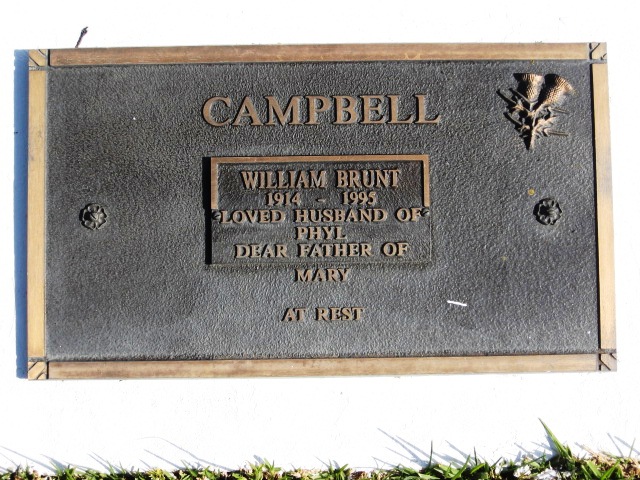 CAMPBELL
WILLIAM BRUNT
1914 - 1995
LOVED HUSBAND OF
PHYL
DEAR FATHER OF
MARY
AT REST